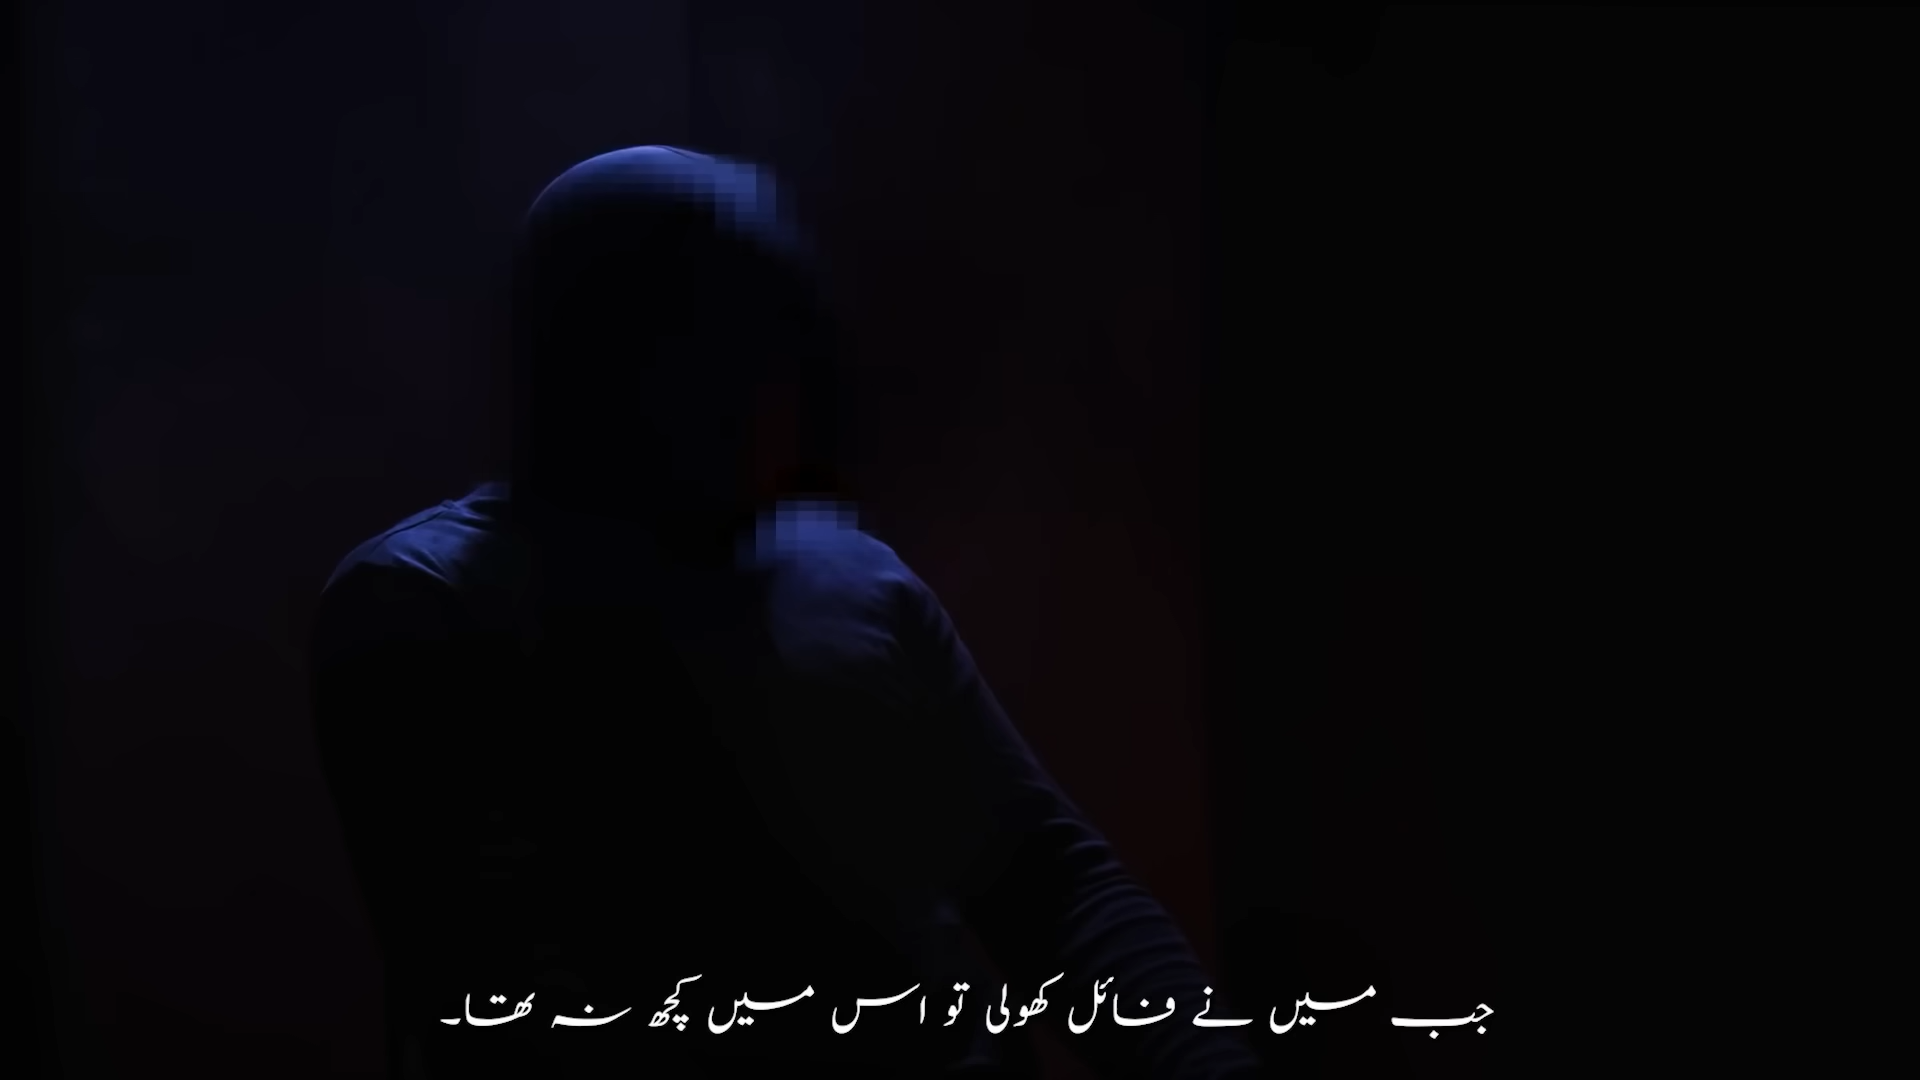 جب میں نے فائل کھولی تو اس میں کچھ نہ تھا۔